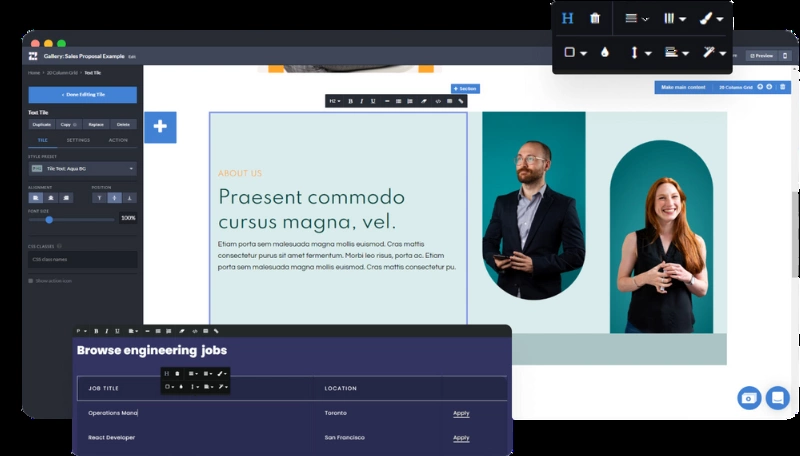 H
Gallery: Sales Proposal Example
Edit
Preview
Home > 20 Column Grid > Text Tile
+ Done Editing Tile
Text Tile
Duplicate
Copy
Replace
Delete
TILE
SETTINGS
ACTION
STYLE PRESET
Tile Text: Aqua BG
ALIGNMENT
POSITION
FONT SIZE
100%
CSS CLASSES
CSS class names
Show action icon
+ Section
Make main content
20 Column Grid
H2
B
I
U
ABOUT US
Praesent commodo
cursus magna, vel.
Etiam porta sem malesuada magna mollis euismod. Cras mattis
consectetur purus sit amet fermentum. Morbi leo risus, porta ac. Etiam
porta sem malesuada magna mollis euismod. Cras mattis consectetur pu.
P
B
I
U
Browse engineering jobs
JOB TITLE
LOCATION
Operations Mana
Toronto
Apply
React Developer
San Francisco
Apply